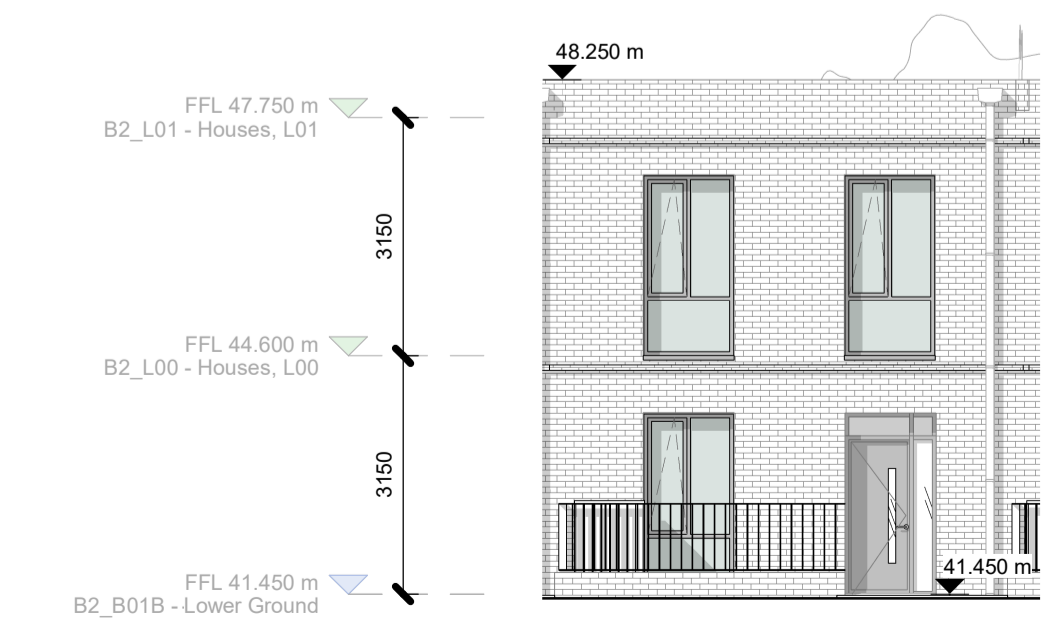 48.250 m
FFL 47.750 m
B2_L01 - Houses, L01
3150
FFL 44.600 m
B2_L00 - Houses, L00
3150
41.450 m
FFL 41.450 m
B2_B01B - Lower Ground